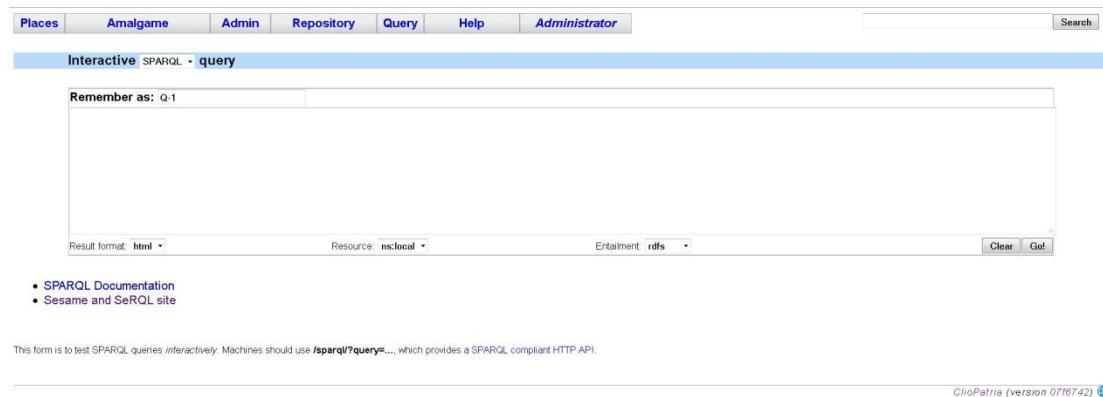 Places Amalgame Admin Repository Query Help Administrator Search
Interactive SPARQL query
Remember as: Q-1
Result format: html Resource: ns:local Entailment: rdfs Clear Go!
SPARQL Documentation
Sesame and SeRQL site
This form is to test SPARQL queries interactively. Machines should use /sparql/?query=..., which provides a SPARQL compliant HTTP API.
ClioPatria (version 07f6742)